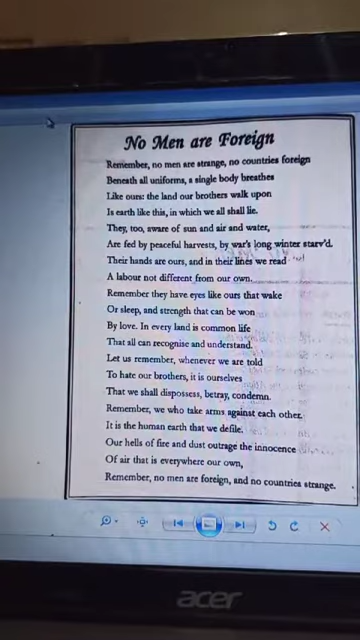 No Men are Foreign
Remember, no men are strange, no countries foreign
Beneath all uniforms, a single body breathes
Like ours: the land our brothers walk upon
Is earth like this, in which we all shall lie.
They, too, aware of sun and air and water,
Are fed by peaceful harvests, by war's long winter starv'd.
Their hands are ours, and in their lines we read
A labour not different from our own.
Remember they have eyes like ours that wake
Or sleep, and strength that can be won
By love. In every land is common life
That all can recognise and understand.
Let us remember, whenever we are told
To hate our brothers, it is ourselves
That we shall dispossess, betray, condemn.
Remember, we who take arms against each other.
It is the human earth that we defile.
Our hells of fire and dust outrage the innocence
Of air that is everywhere our own,
Remember, no men are foreign, and no countries strange.
acer